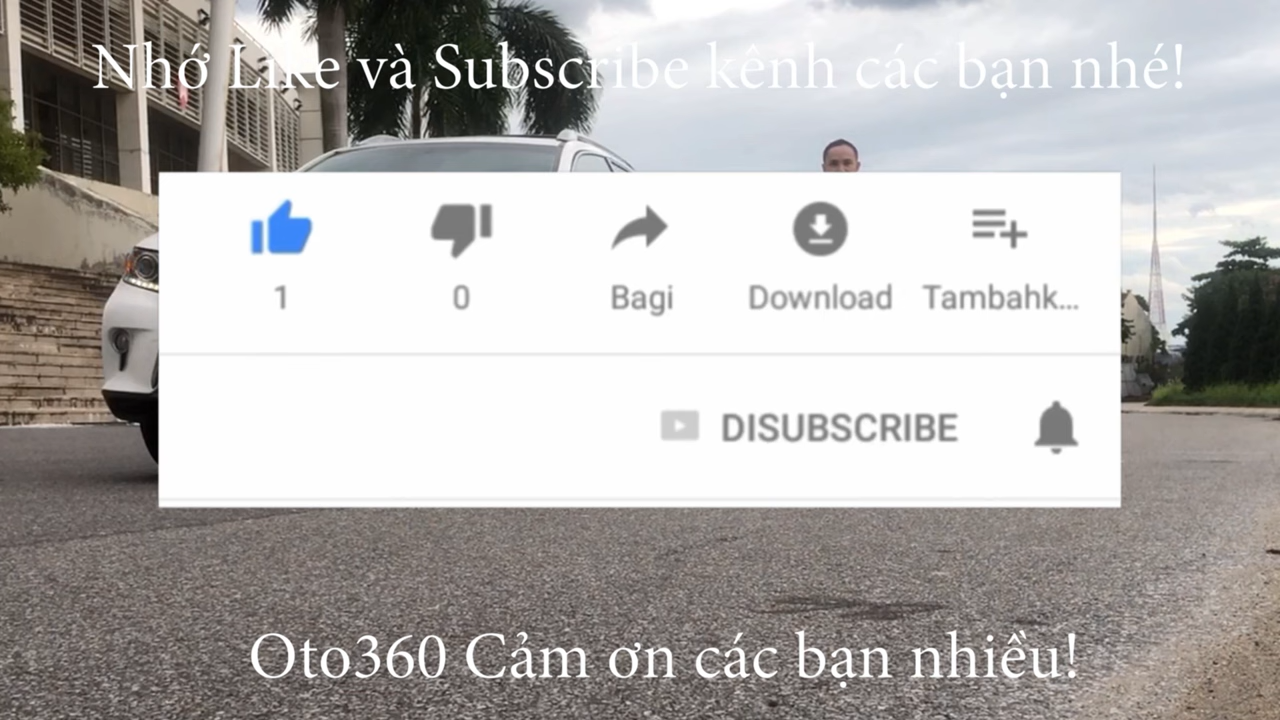 Nhớ Like và Subscribe kênh các bạn nhé!
1 0 Bagi Download Tambahk...
DISUBSCRIBE
Oto360 Cảm ơn các bạn nhiều!